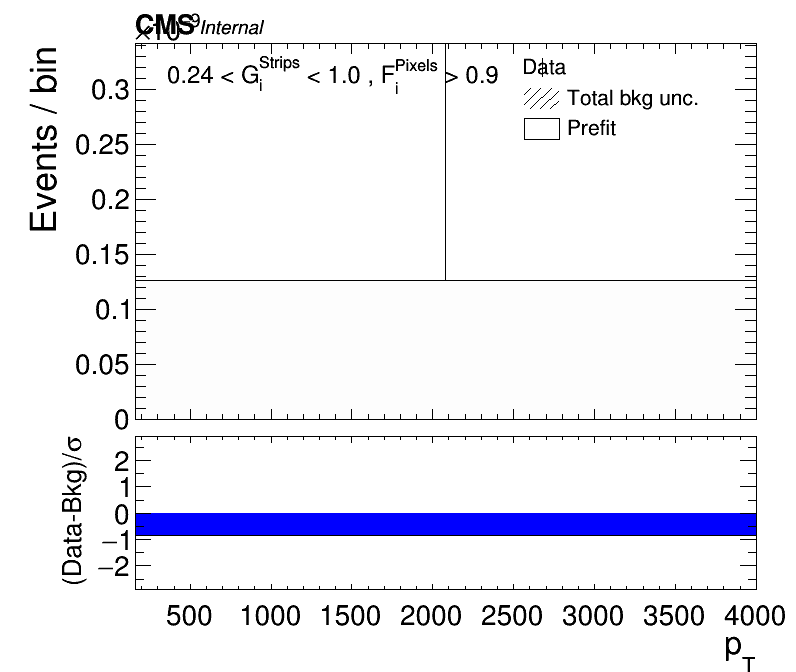 CMS Internal
×10⁻⁹
0.24 < G_i^Strips < 1.0 , F_i^Pixels > 0.9
Data
Total bkg unc.
Prefit
Events / bin
0.3
0.25
0.2
0.15
0.1
0.05
0
(Data-Bkg)/σ
2
1
0
−1
−2
500 1000 1500 2000 2500 3000 3500 4000
p_T